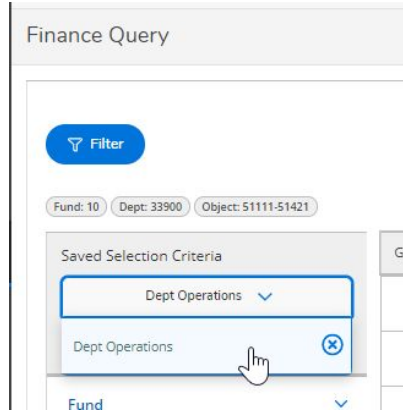 Finance Query
Filter
Fund: 10 Dept: 33900 Object: 51111-51421
Saved Selection Criteria
G
Dept Operations
Dept Operations
Fund